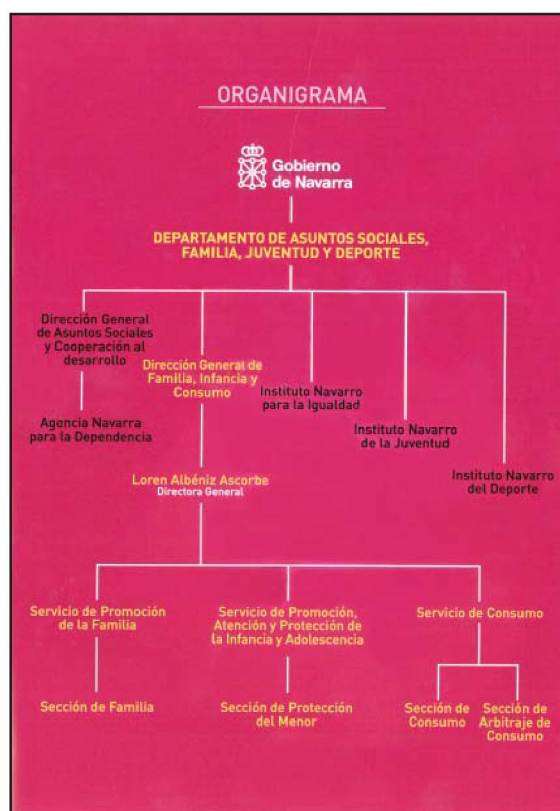 ORGANIGRAMA
Gobierno
de Navarra
DEPARTAMENTO DE ASUNTOS SOCIALES,
FAMILIA, JUVENTUD Y DEPORTE
Dirección General
de Asuntos Sociales
y Cooperación al
desarrollo
Dirección General de
Familia, Infancia y
Consumo
Instituto Navarro
para la Igualdad
Agencia Navarra
para la Dependencia
Instituto Navarro
de la Juventud
Instituto Navarro
del Deporte
Loren Albéniz Ascorbe
Directora General
Servicio de Promoción
de la Familia
Servicio de Promoción,
Atención y Protección de
la Infancia y Adolescencia
Servicio de Consumo
Sección de Familia
Sección de Protección
del Menor
Sección de
Consumo
Sección de
Arbitraje de
Consumo